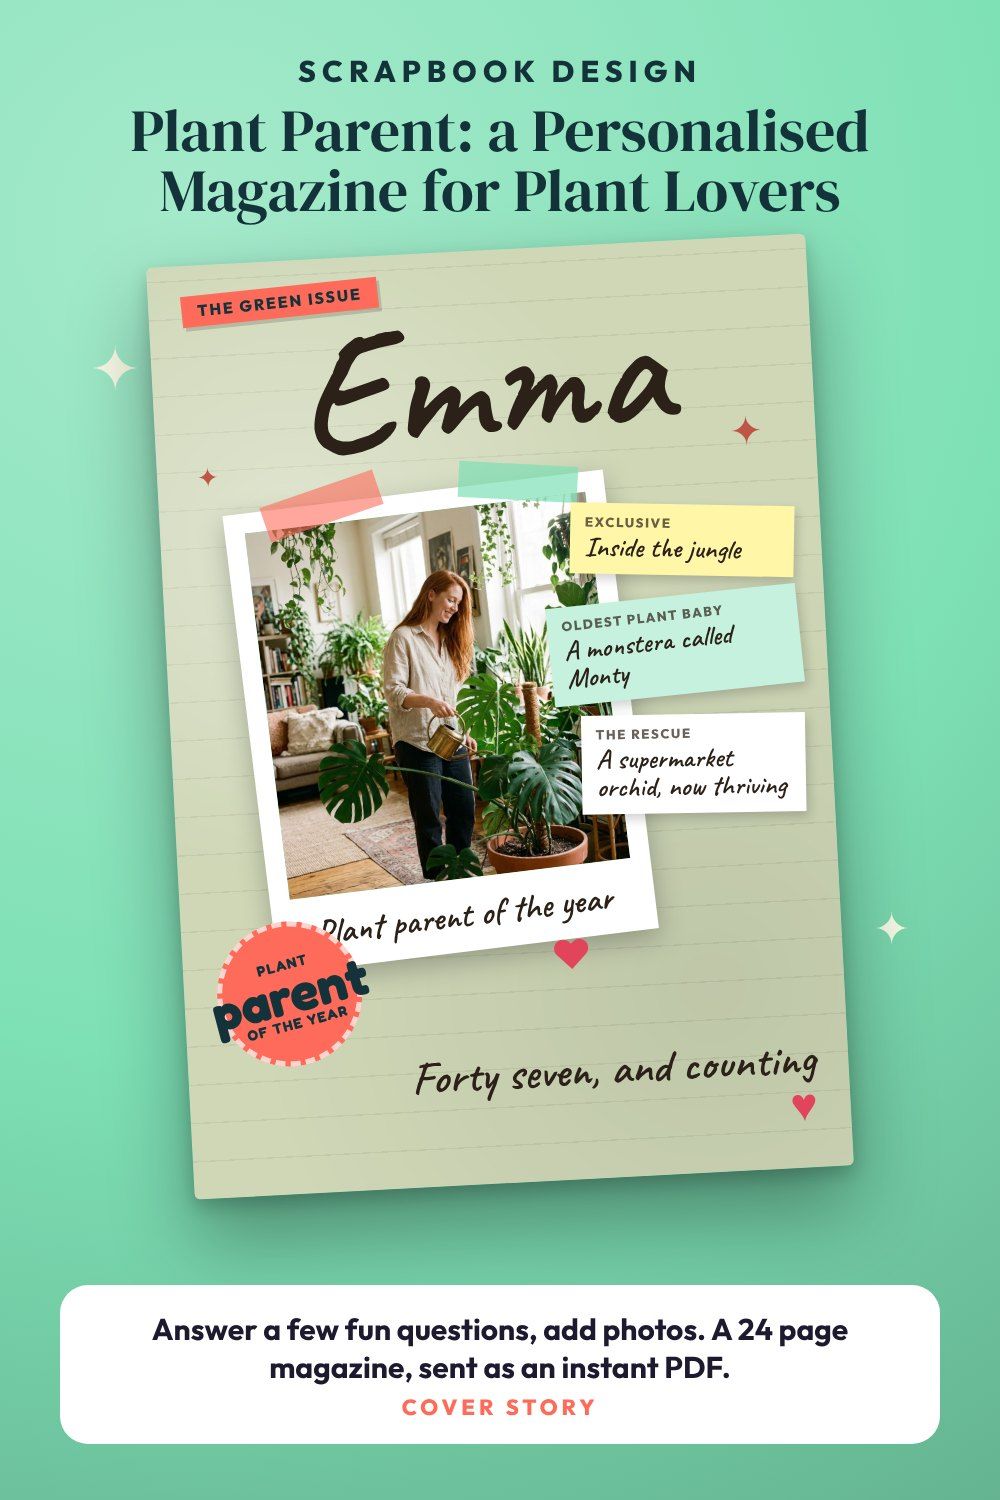 SCRAPBOOK DESIGN
Plant Parent: a Personalised
Magazine for Plant Lovers
THE GREEN ISSUE
Emma
EXCLUSIVE
Inside the jungle
OLDEST PLANT BABY
A monstera called
Monty
THE RESCUE
A supermarket
orchid, now thriving
Plant parent of the year
PLANT
parent
OF THE YEAR
Forty seven, and counting
Answer a few fun questions, add photos. A 24 page
magazine, sent as an instant PDF.
COVER STORY